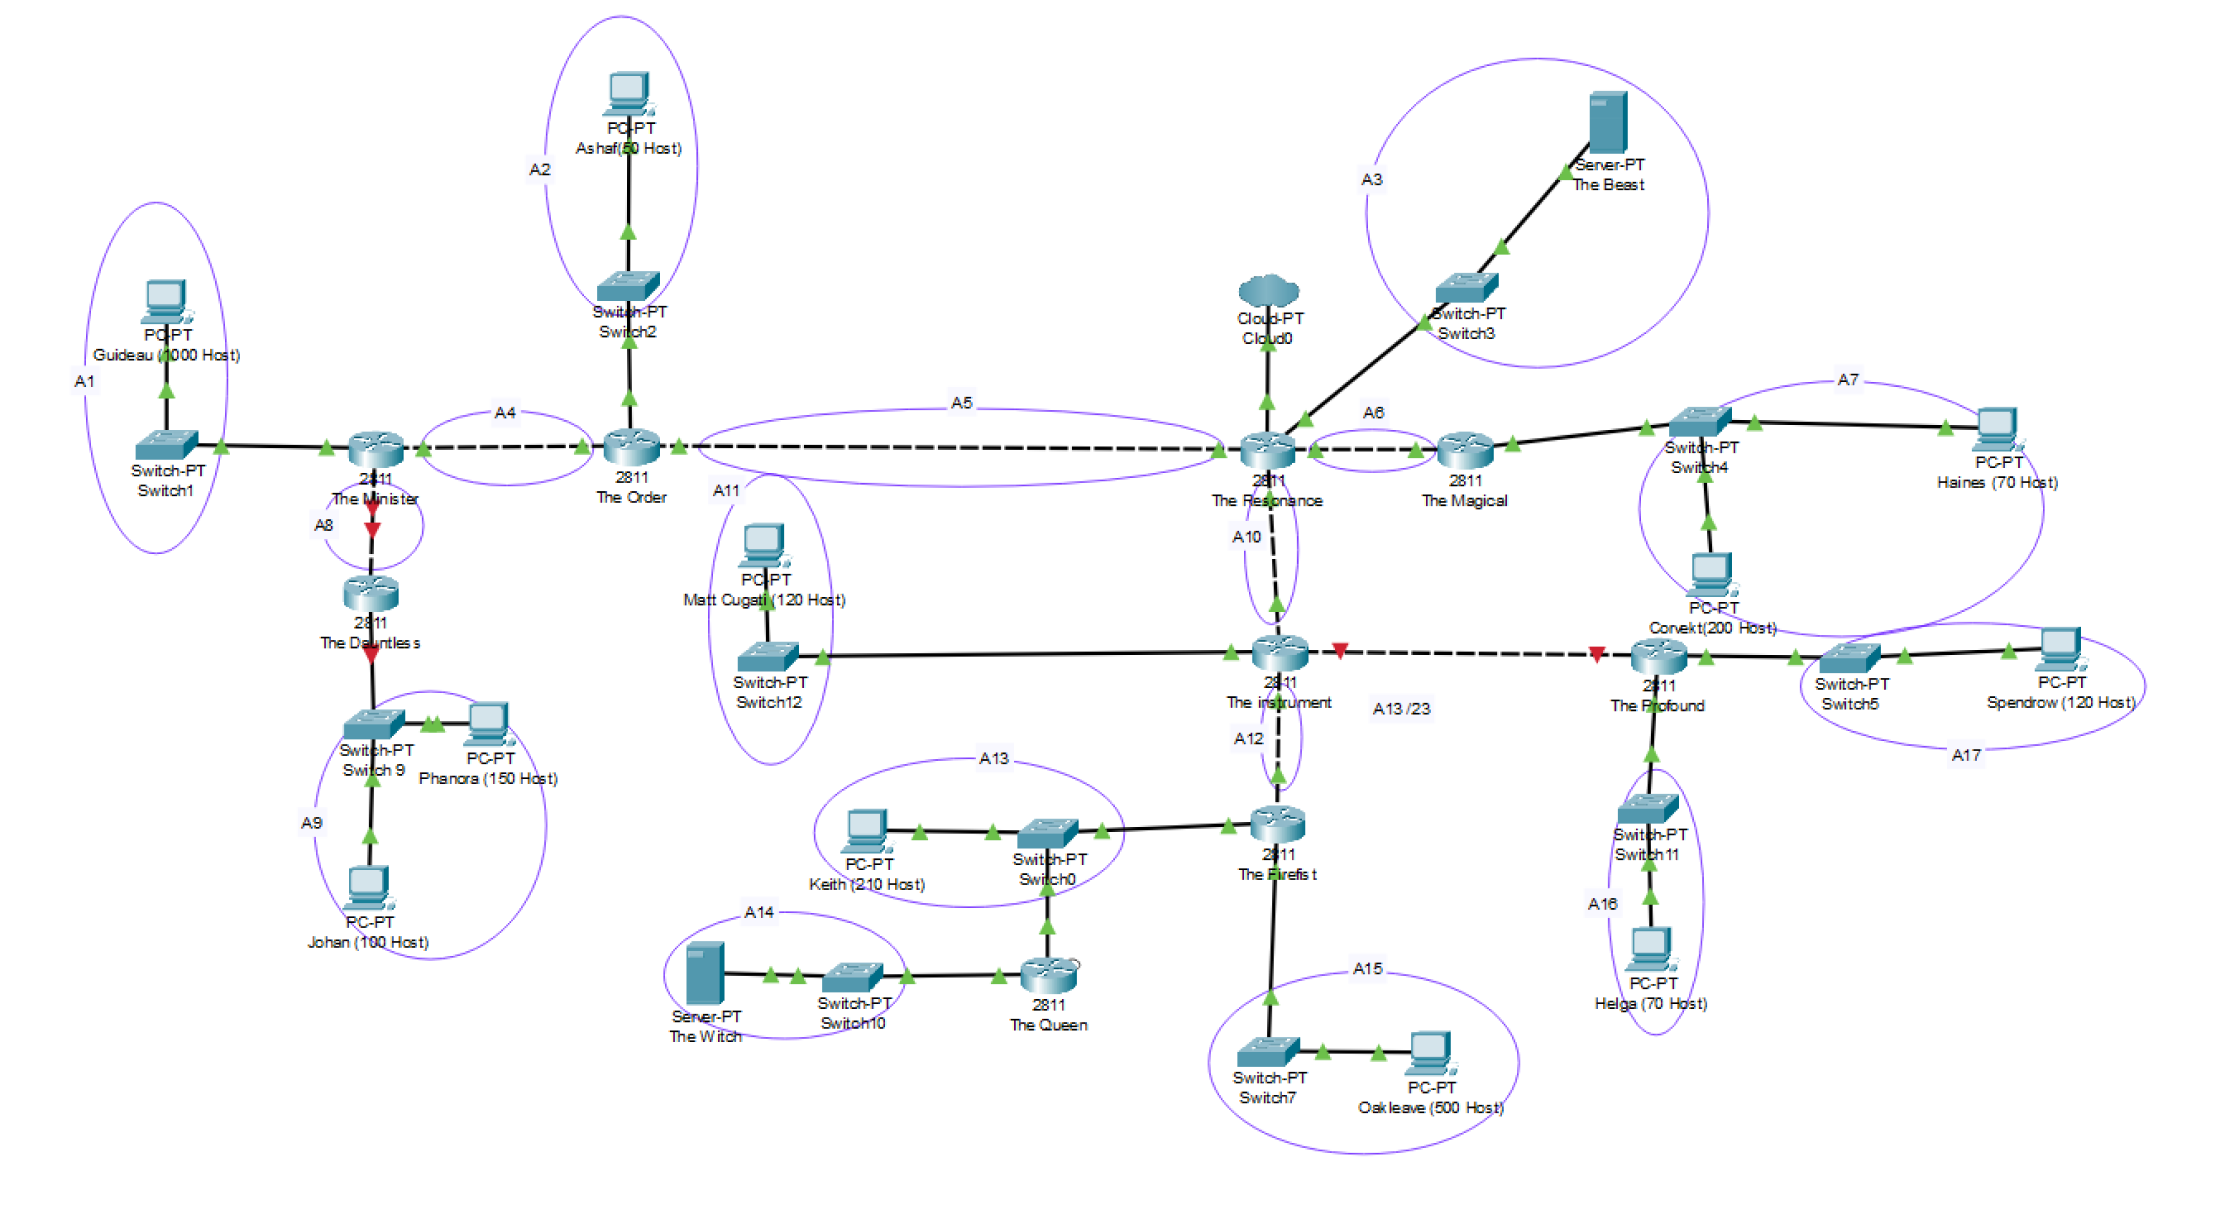 PC-PT
Ashaf(50 Host)
A2
Switch-PT
Switch2
A3
Server-PT
The Beast
Switch-PT
Switch3
Cloud-PT
Cloud0
PC-PT
Guideau (1000 Host)
A1
Switch-PT
Switch1
A4
A5
A6
A7
2811
The Minister
2811
The Order
2811
The Resonance
2811
The Magical
Switch-PT
Switch4
PC-PT
Haines (70 Host)
PC-PT
Corvekt(200 Host)
A8
2811
The Dauntless
A11
PC-PT
Matt Cugati (120 Host)
Switch-PT
Switch12
A10
2811
The instrument
A13 /23
2811
The Profound
Switch-PT
Switch5
PC-PT
Spendrow (120 Host)
A17
Switch-PT
Switch 9
PC-PT
Phanora (150 Host)
A9
PC-PT
Johan (100 Host)
A12
A13
PC-PT
Keith (210 Host)
Switch-PT
Switch0
2811
The Firefist
Switch-PT
Switch11
A16
PC-PT
Helga (70 Host)
A14
Server-PT
The Witch
Switch-PT
Switch10
2811
The Queen
A15
Switch-PT
Switch7
PC-PT
Oakleave (500 Host)